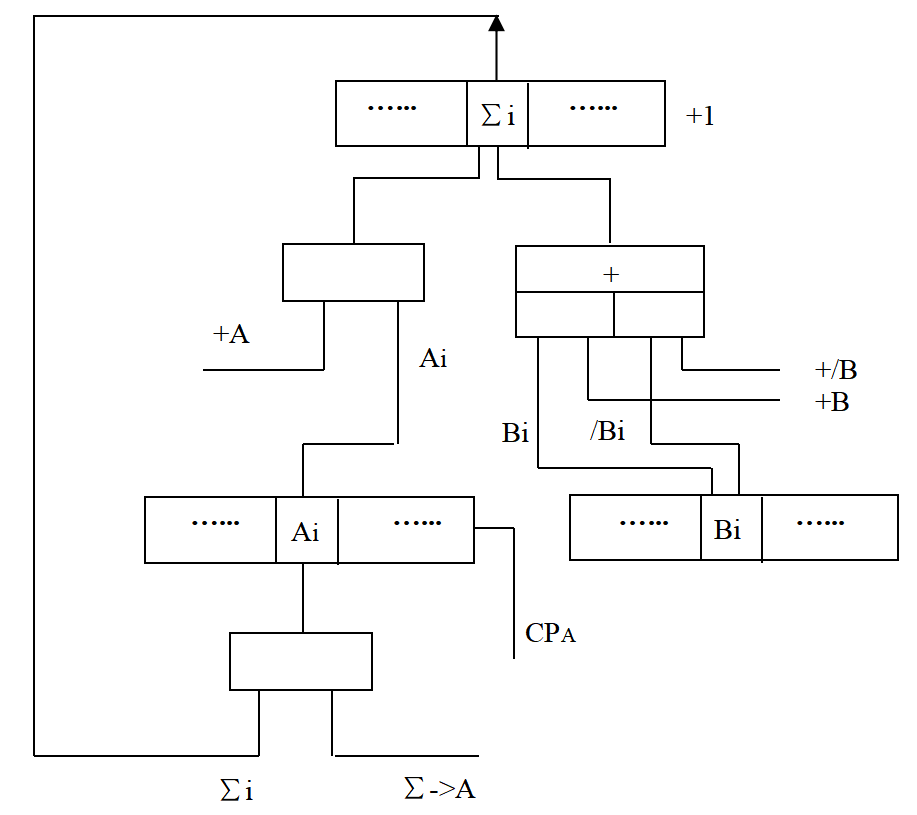 …... ∑i …... +1
+
+A
Ai
+/B
+B
Bi /Bi
…... Ai …...
…... Bi …...
CPA
∑i ∑->A